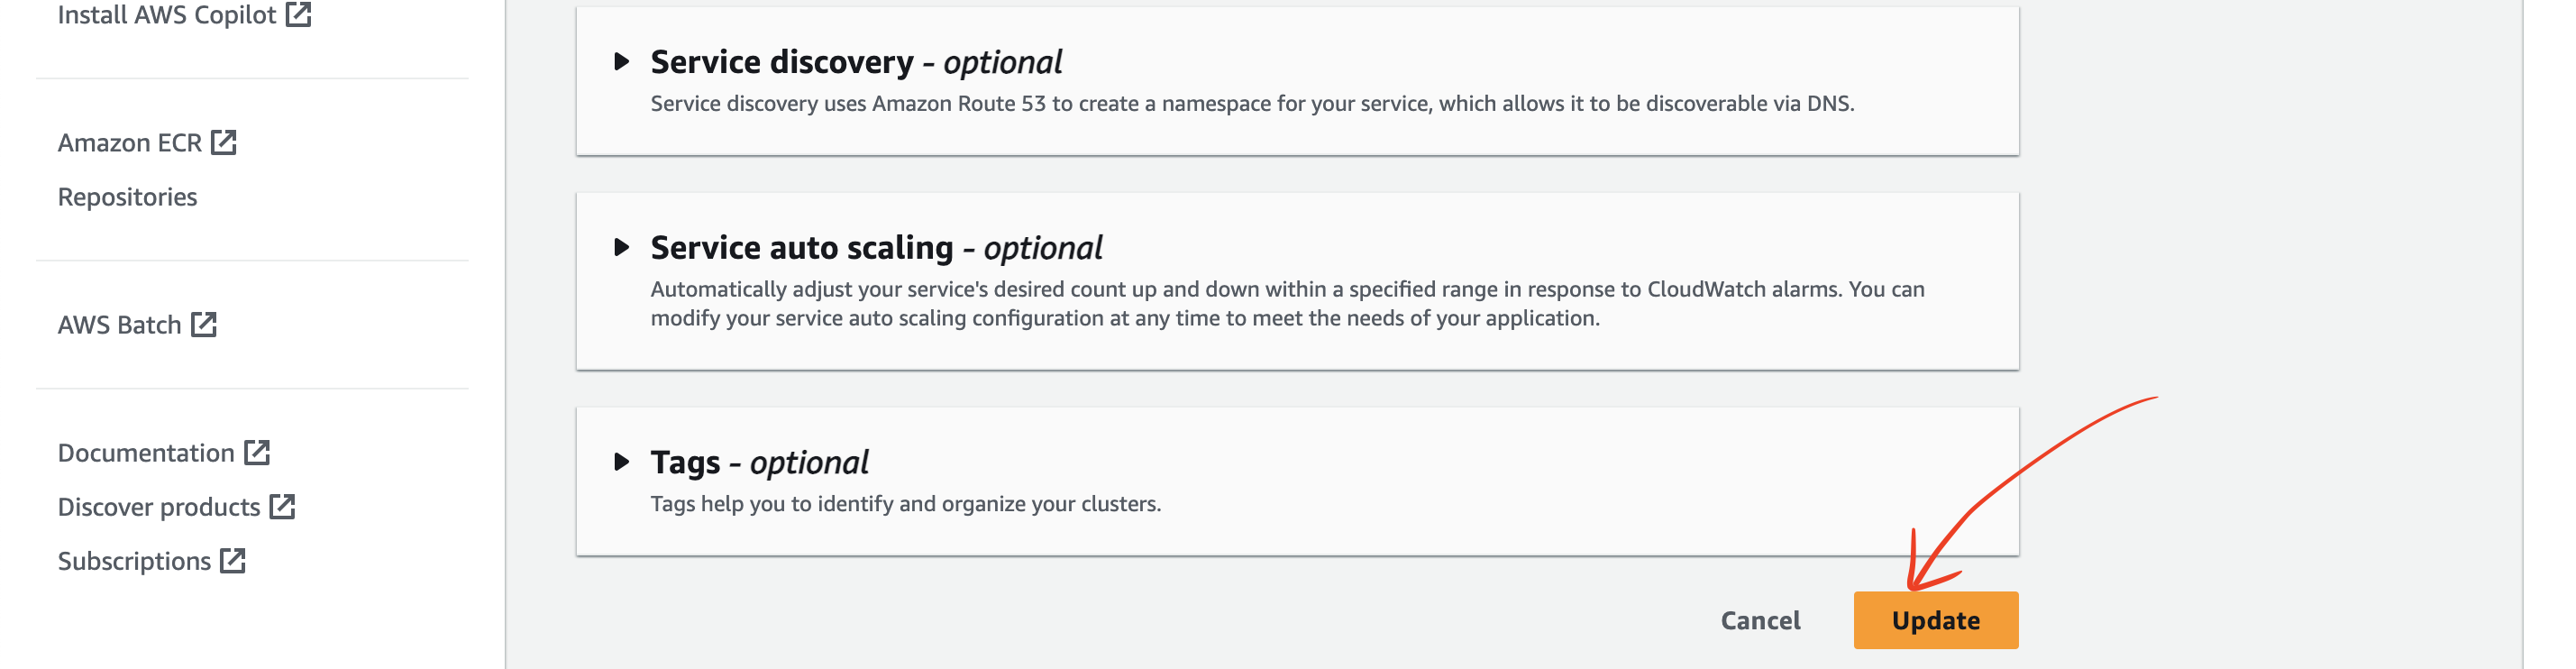 Install AWS Copilot
Amazon ECR
Repositories
AWS Batch
Documentation
Discover products
Subscriptions
Service discovery - optional
Service discovery uses Amazon Route 53 to create a namespace for your service, which allows it to be discoverable via DNS.
Service auto scaling - optional
Automatically adjust your service's desired count up and down within a specified range in response to CloudWatch alarms. You can
modify your service auto scaling configuration at any time to meet the needs of your application.
Tags - optional
Tags help you to identify and organize your clusters.
Cancel
Update